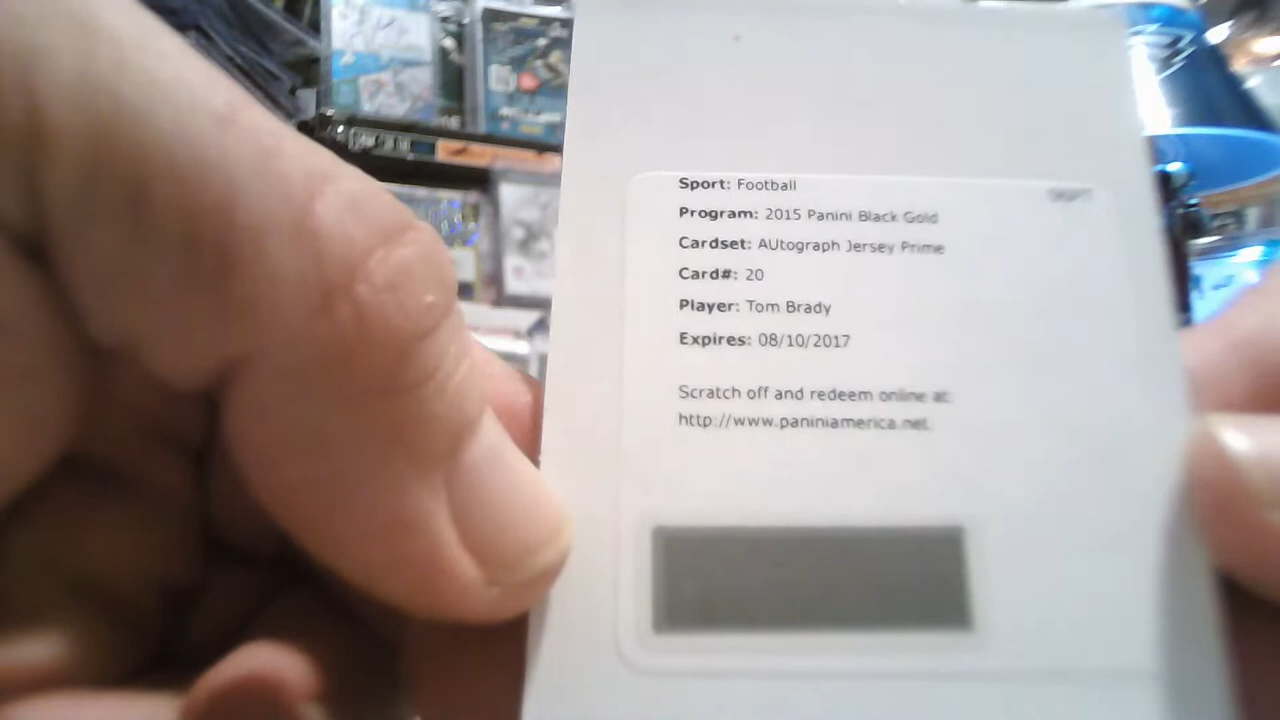 Sport: Football
Program: 2015 Panini Black Gold
Cardset: AUtograph Jersey Prime
Card#: 20
Player: Tom Brady
Expires: 08/10/2017
Scratch off and redeem online at:
http://www.paniniamerica.net.